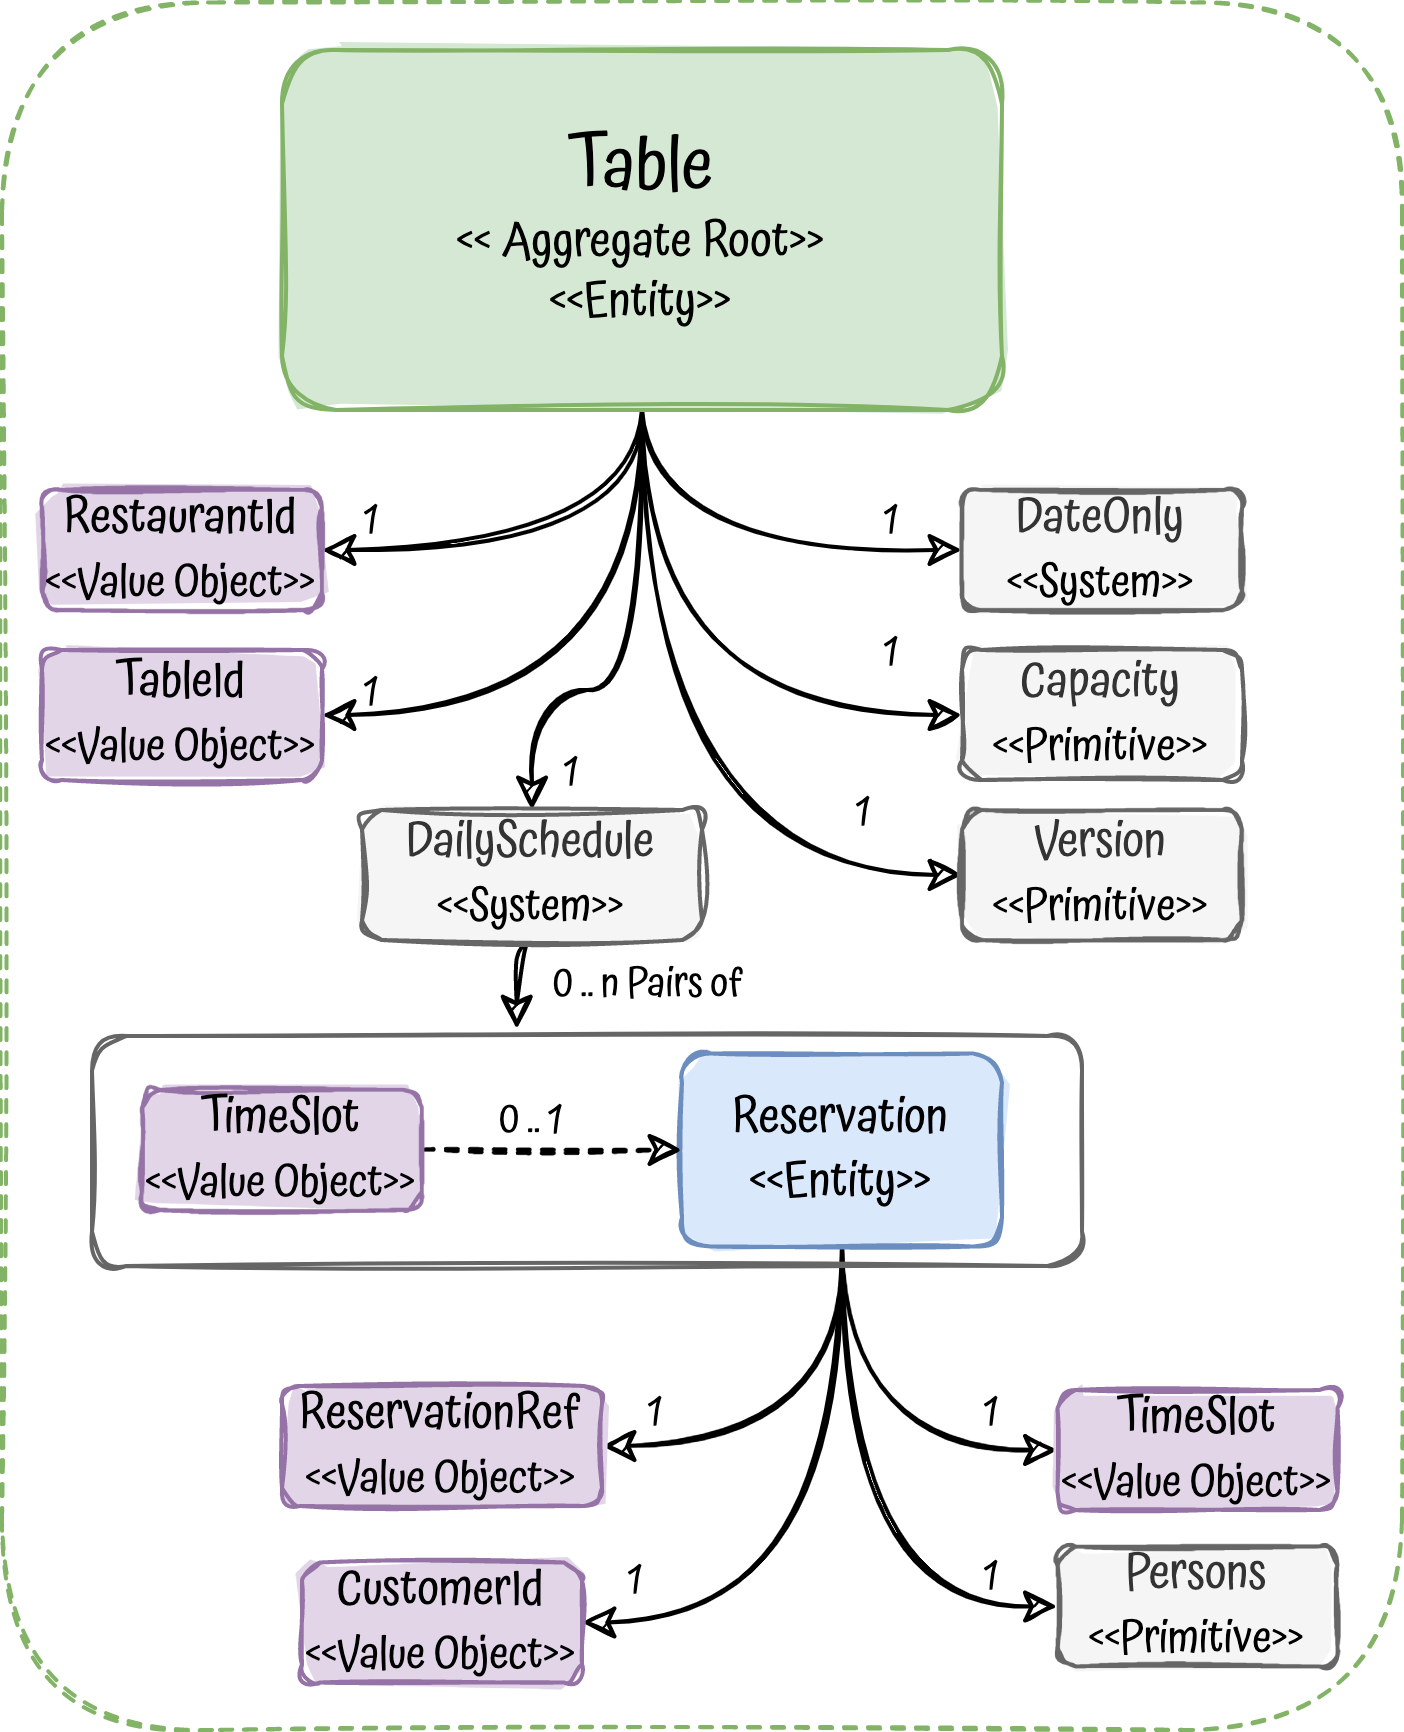 Table
<< Aggregate Root>>
<<Entity>>
RestaurantId
<<Value Object>>
1
1
DateOnly
<<System>>
TableId
<<Value Object>>
1
1
Capacity
<<Primitive>>
1
DailySchedule
<<System>>
1
Version
<<Primitive>>
0 .. n Pairs of
TimeSlot
<<Value Object>>
0 .. 1
Reservation
<<Entity>>
ReservationRef
<<Value Object>>
1
1
TimeSlot
<<Value Object>>
CustomerId
<<Value Object>>
1
1
Persons
<<Primitive>>